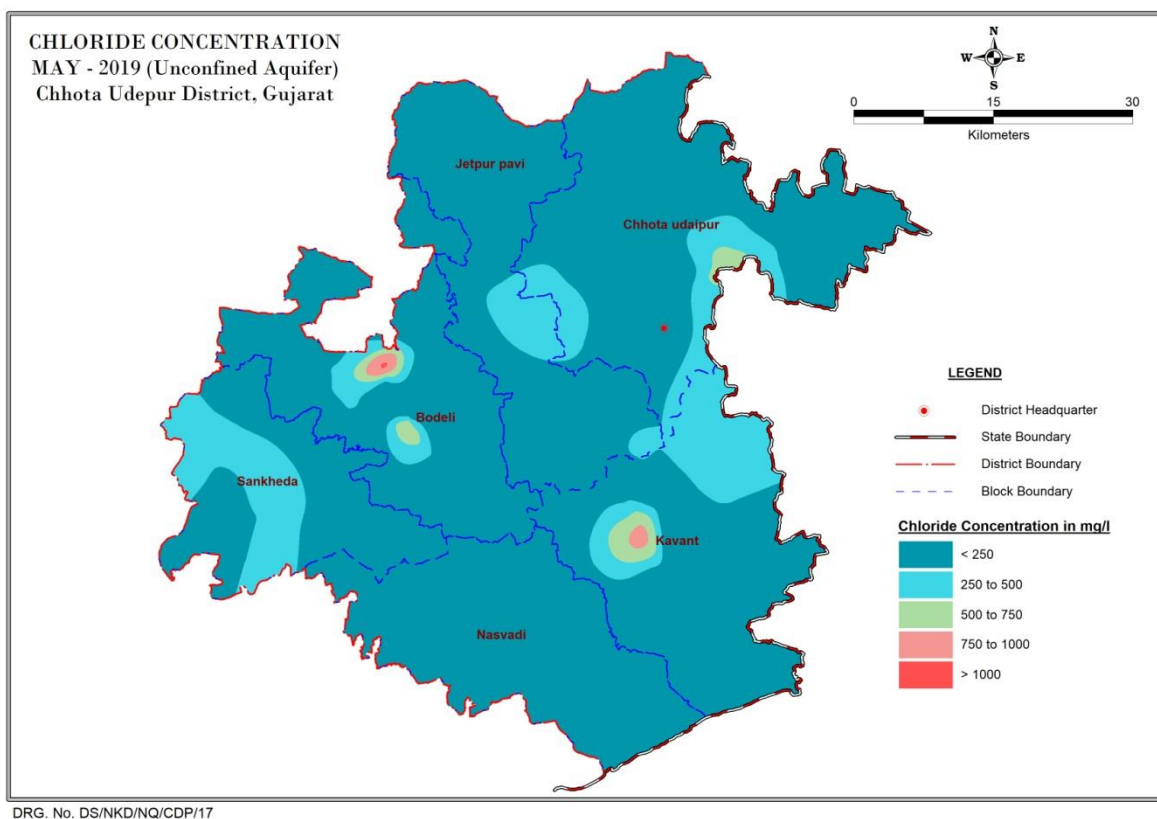 CHLORIDE CONCENTRATION
MAY - 2019 (Unconfined Aquifer)
Chhota Udepur District, Gujarat
N
W E
S
0 15 30
Kilometers
Jetpur pavi
Chhota udaipur
Bodeli
Sankheda
Kavant
Nasvadi
LEGEND
District Headquarter
State Boundary
District Boundary
Block Boundary
Chloride Concentration in mg/l
< 250
250 to 500
500 to 750
750 to 1000
> 1000
DRG. No. DS/NKD/NQ/CDP/17